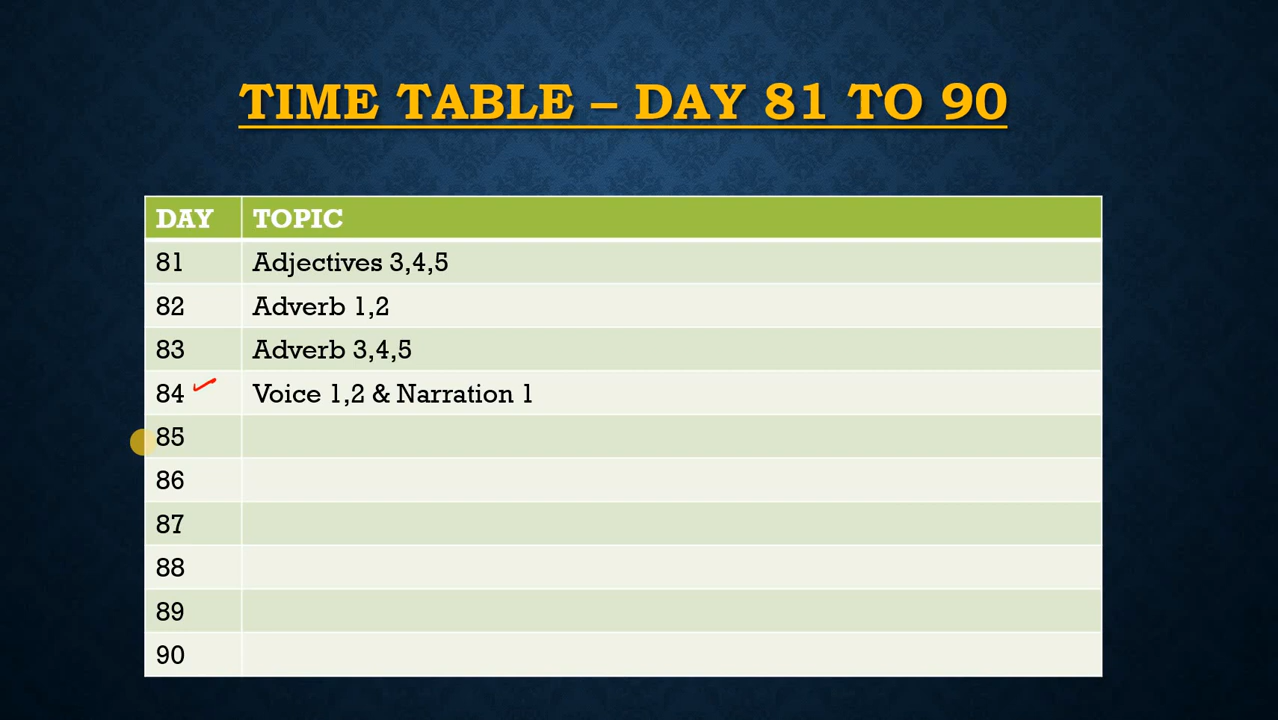 TIME TABLE – DAY 81 TO 90
DAY TOPIC
81 Adjectives 3,4,5
82 Adverb 1,2
83 Adverb 3,4,5
84 Voice 1,2 & Narration 1
85
86
87
88
89
90